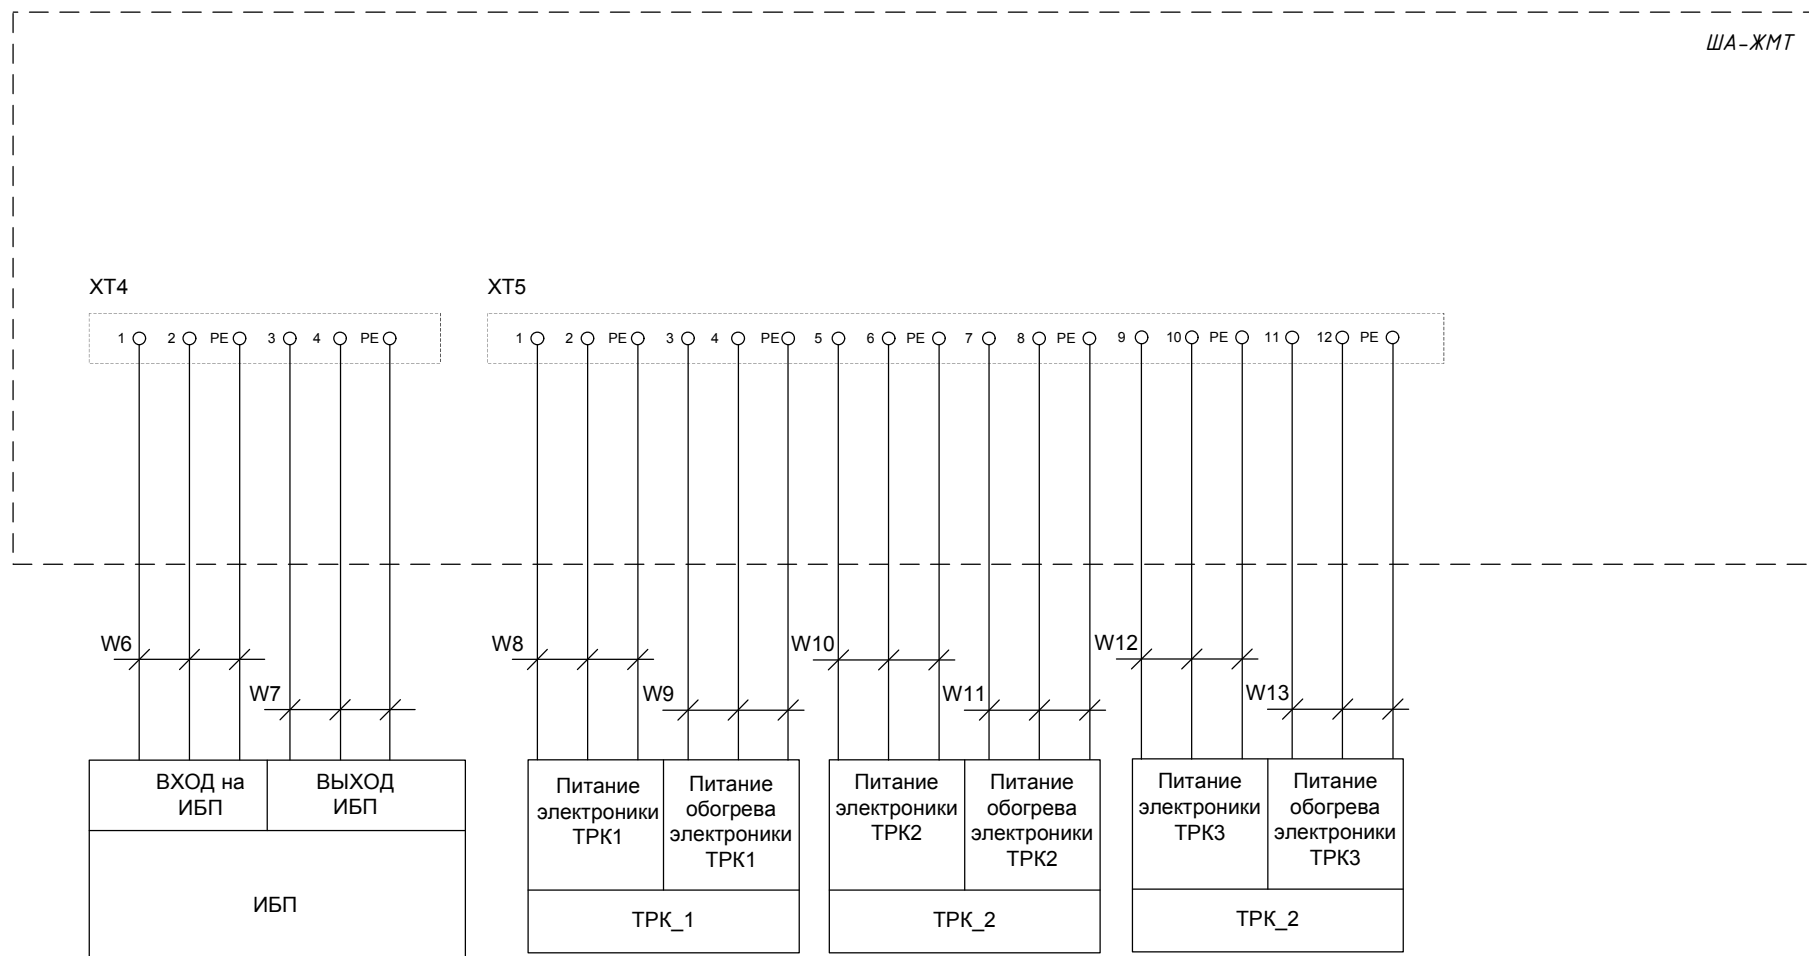 ША-ЖМТ
XT4
XT5
1 2 PE 3 4 PE
1 2 PE 3 4 PE 5 6 PE 7 8 PE 9 10 PE 11 12 PE
W6
W7
W8
W9
W10
W11
W12
W13
ВХОД на
ИБП
ВЫХОД
ИБП
ИБП
Питание
электроники
ТРК1
Питание
обогрева
электроники
ТРК1
ТРК_1
Питание
электроники
ТРК2
Питание
обогрева
электроники
ТРК2
ТРК_2
Питание
электроники
ТРК3
Питание
обогрева
электроники
ТРК3
ТРК_2